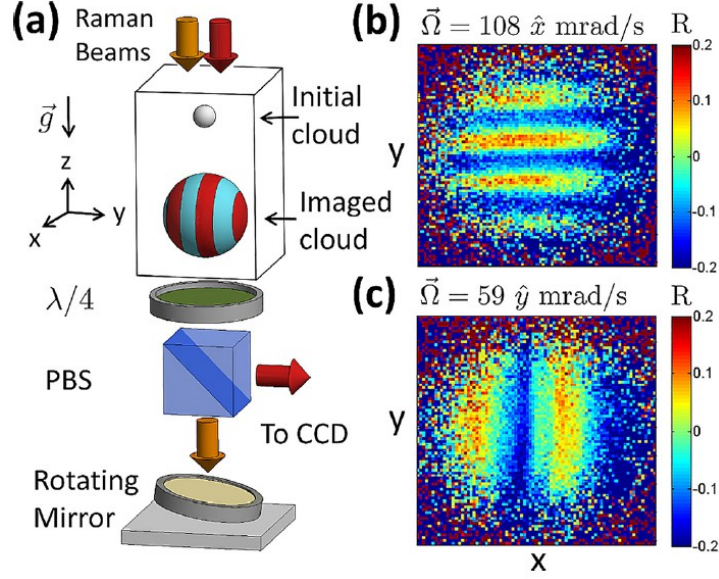 (a)
Raman
Beams
Initial
cloud
g⃗
z
y
x
Imaged
cloud
λ/4
PBS
To CCD
Rotating
Mirror
(b)
Ω⃗ = 108 x̂ mrad/s
R
y
0.2
0.1
0
-0.1
-0.2
(c)
Ω⃗ = 59 ŷ mrad/s
R
y
x
0.2
0.1
0
-0.1
-0.2